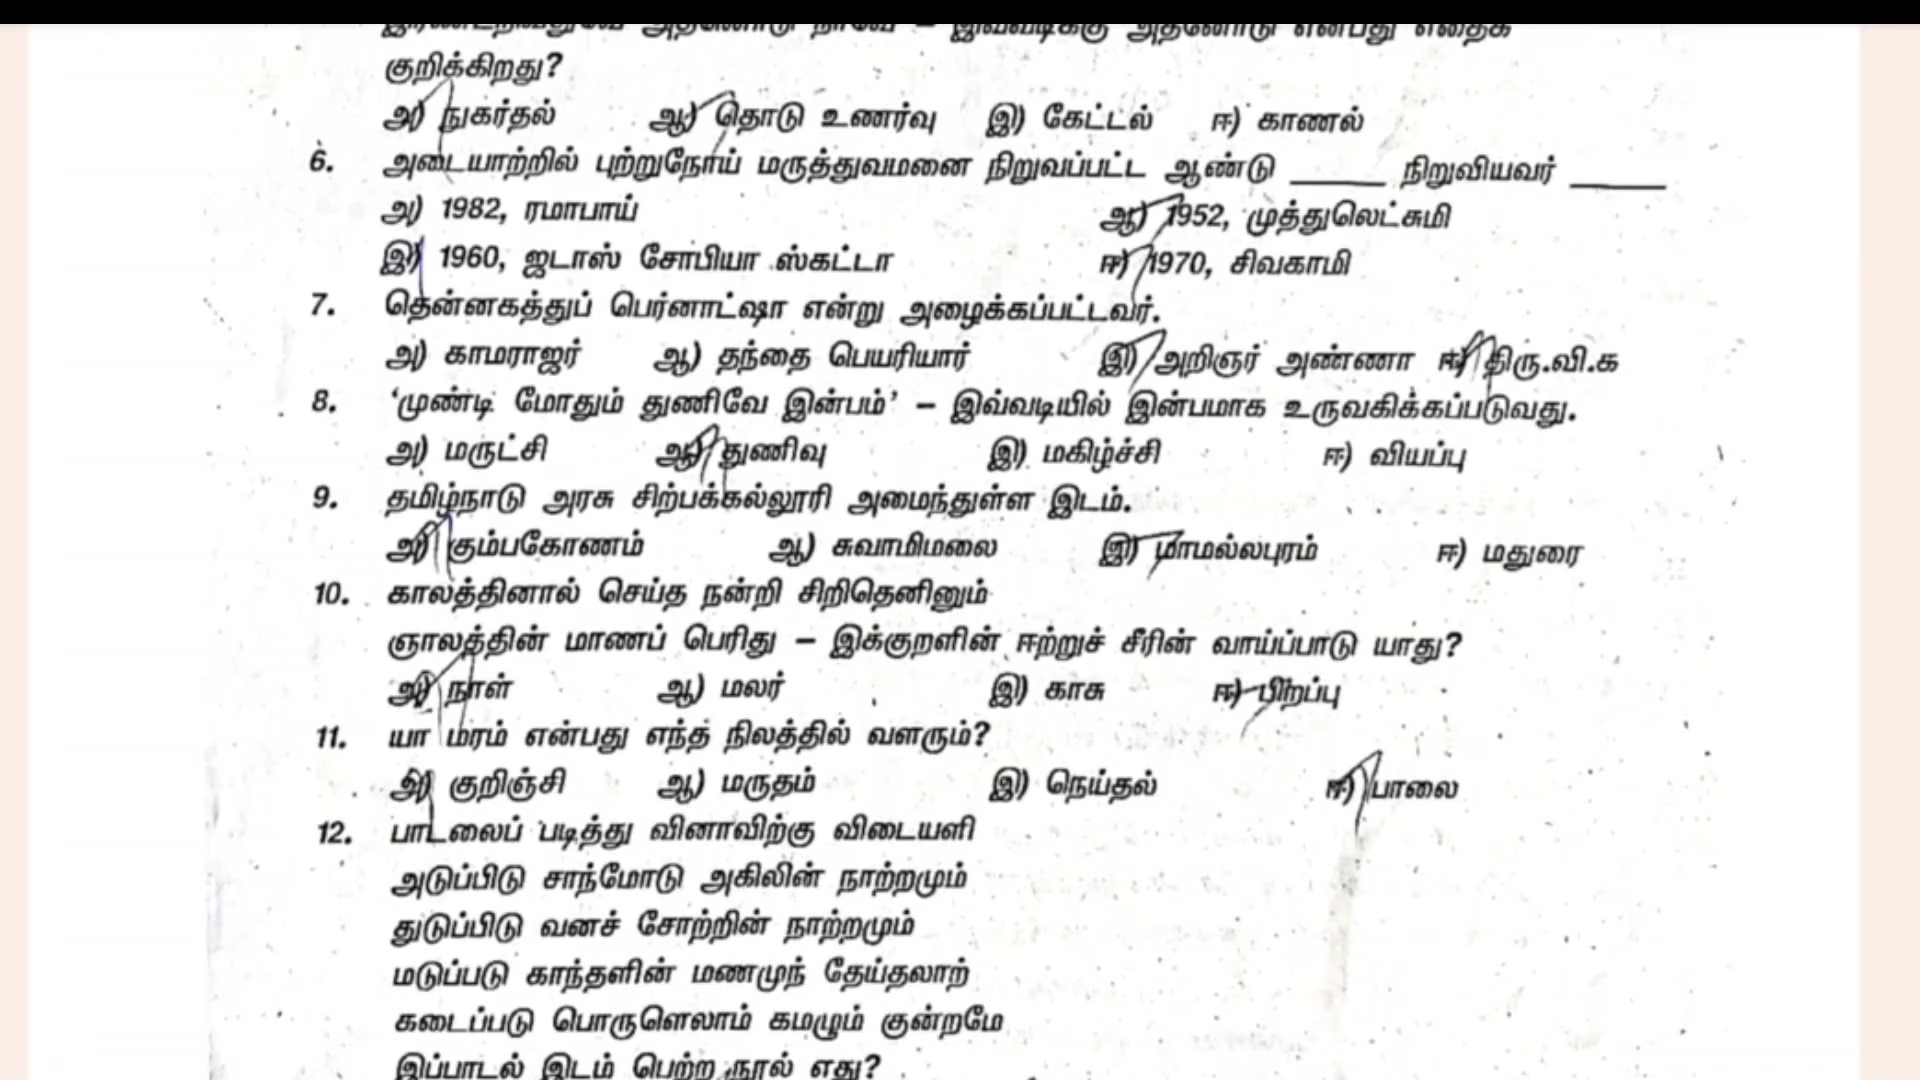 குறிக்கிறது?
அ) நுகர்தல் ஆ) தொடு உணர்வு இ) கேட்டல் ஈ) காணல்
6. அடையாற்றில் புற்றுநோய் மருத்துவமனை நிறுவப்பட்ட ஆண்டு ______ நிறுவியவர் ______
அ) 1982, ரமாபாய் ஆ) 1952, முத்துலெட்சுமி
இ) 1960, ஐடாஸ் சோபியா ஸ்கட்டா ஈ) 1970, சிவகாமி
7. தென்னகத்துப் பெர்னாட்ஷா என்று அழைக்கப்பட்டவர்.
அ) காமராஜர் ஆ) தந்தை பெயரியார் இ) அறிஞர் அண்ணா ஈ) திரு.வி.க
8. ‘முண்டி மோதும் துணிவே இன்பம்’ – இவ்வடியில் இன்பமாக உருவகிக்கப்படுவது.
அ) மருட்சி ஆ) துணிவு இ) மகிழ்ச்சி ஈ) வியப்பு
9. தமிழ்நாடு அரசு சிற்பக்கல்லூரி அமைந்துள்ள இடம்.
அ) கும்பகோணம் ஆ) சுவாமிமலை இ) மாமல்லபுரம் ஈ) மதுரை
10. காலத்தினால் செய்த நன்றி சிறிதெனினும்
ஞாலத்தின் மாணப் பெரிது – இக்குறளின் ஈற்றுச் சீரின் வாய்ப்பாடு யாது?
அ) நாள் ஆ) மலர் இ) காசு ஈ) பிறப்பு
11. யா மரம் என்பது எந்த் நிலத்தில் வளரும்?
அ) குறிஞ்சி ஆ) மருதம் இ) நெய்தல் ஈ) பாலை
12. பாடலைப் படித்து வினாவிற்கு விடையளி
அடுப்பிடு சாந்மோடு அகிலின் நாற்றமும்
துடுப்பிடு வனச் சோற்றின் நாற்றமும்
மடுப்படு காந்தளின் மணமுந் தேய்தலாற்
கடைப்படு பொருளெலாம் கமழும் குன்றமே
இப்பாடல் இடம் பெற்ற நூல் எது?